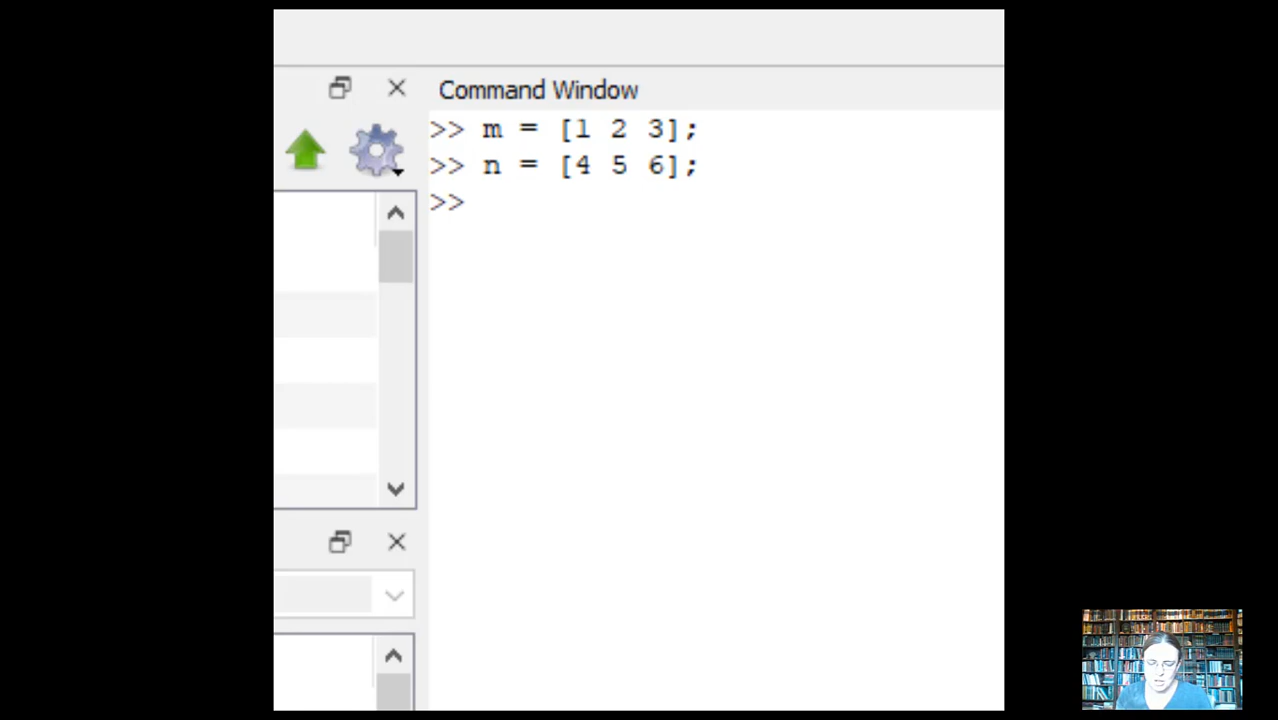 Command Window
>> m = [1 2 3];
>> n = [4 5 6];
>>